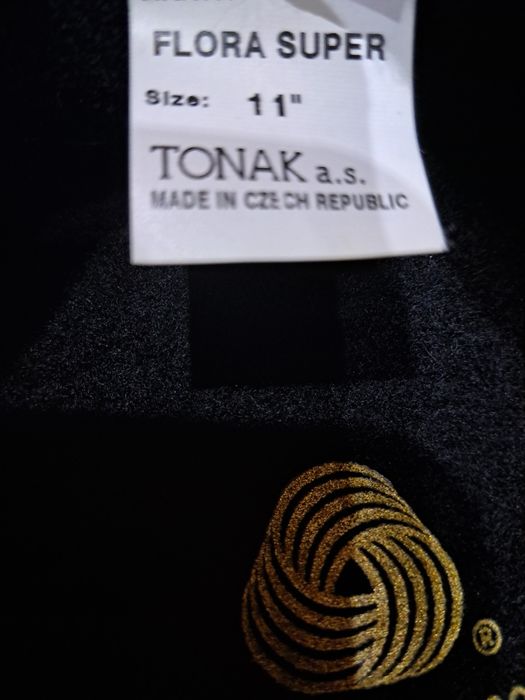 FLORA SUPER
Size: 11"
TONAK a.s.
MADE IN CZECH REPUBLIC
®